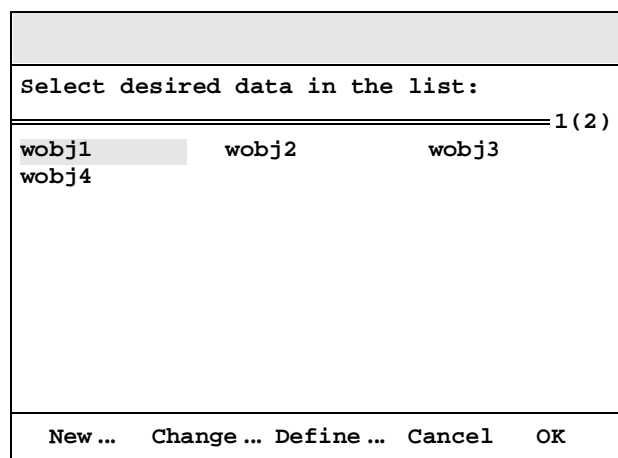 Select desired data in the list:
1(2)
wobj1 wobj2 wobj3
wobj4
New... Change... Define... Cancel OK